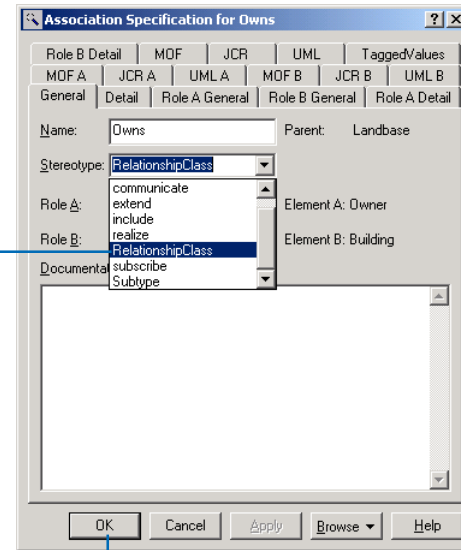 Association Specification for Owns
Role B Detail MOF JCR UML TaggedValues
MOF A JCR A UML A MOF B JCR B UML B
General Detail Role A General Role B General Role A Detail
Name: Owns Parent: Landbase
Stereotype: RelationshipClass
communicate
Role A: extend Element A: Owner
include
realize
Role B: RelationshipClass Element B: Building
subscribe
Documentat
Subtype
OK Cancel Apply Browse Help